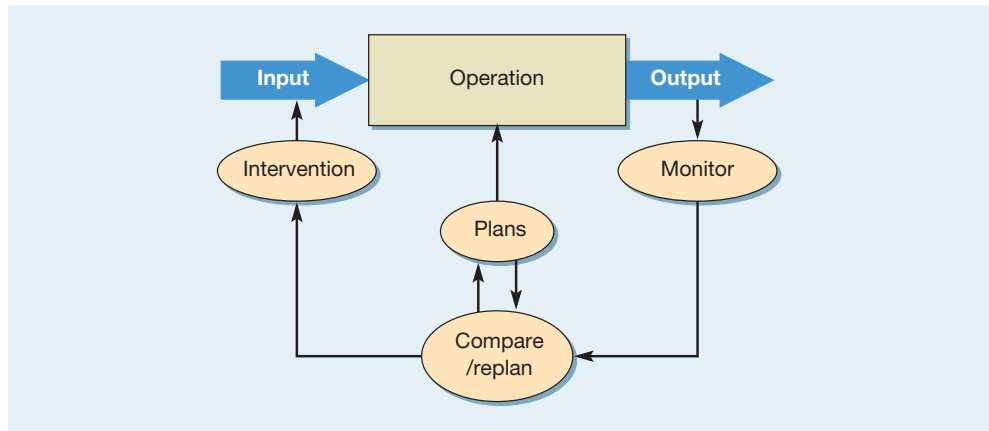 Input
Operation
Output
Intervention
Monitor
Plans
Compare
/replan